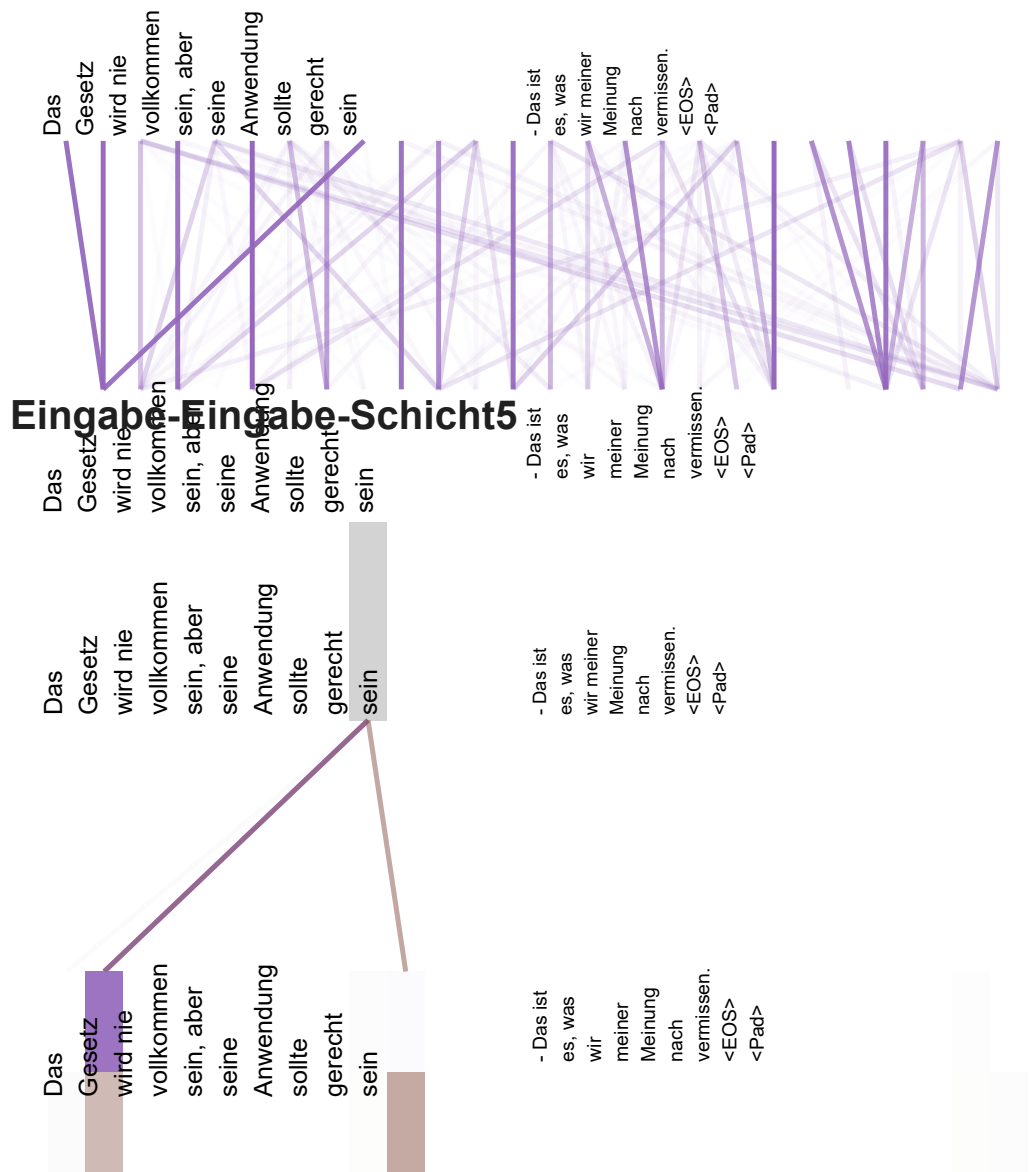 Das
Gesetz
wird nie
vollkommen
sein, aber
seine
Anwendung
sollte
gerecht
sein
- Das ist
es, was
wir meiner
Meinung
nach
vermissen.
<EOS>
<Pad>
Eingabe-Eingabe-Schicht5
Das
Gesetz
wird nie
vollkommen
sein, aber
seine
Anwendung
sollte
gerecht
sein
- Das ist
es, was
wir
meiner
Meinung
nach
vermissen.
<EOS>
<Pad>
Das
Gesetz
wird nie
vollkommen
sein, aber
seine
Anwendung
sollte
gerecht
sein
- Das ist
es, was
wir meiner
Meinung
nach
vermissen.
<EOS>
<Pad>
Das
Gesetz
wird nie
vollkommen
sein, aber
seine
Anwendung
sollte
gerecht
sein
- Das ist
es, was
wir
meiner
Meinung
nach
vermissen.
<EOS>
<Pad>